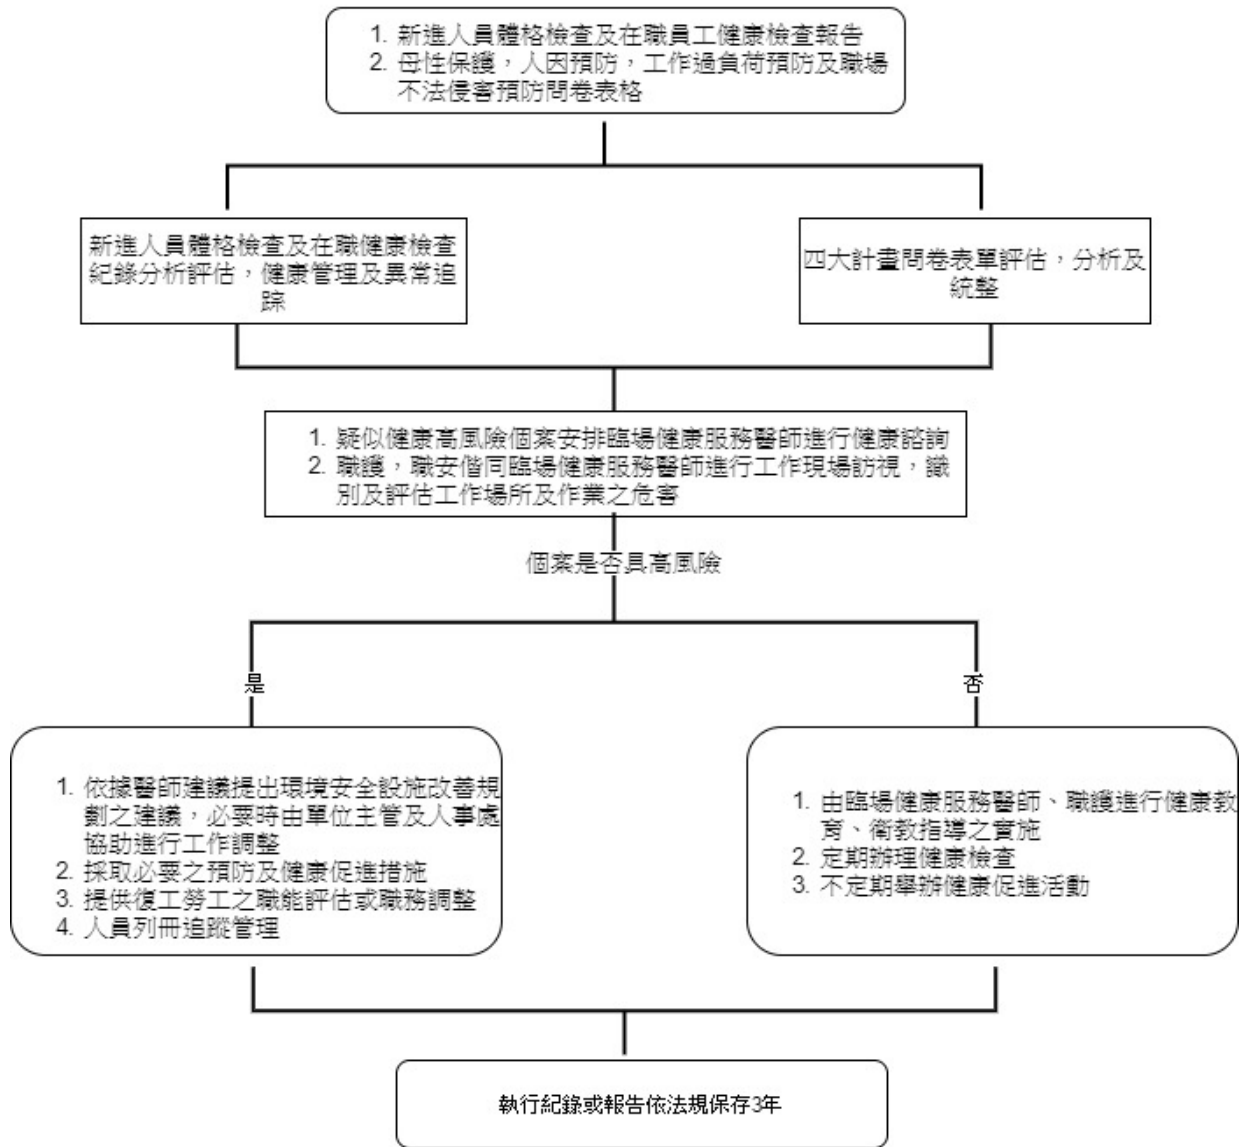 1. 新進人員體格檢查及在職員工健康檢查報告
2. 母性保護，人因預防，工作過負荷預防及職場
不法侵害預防問卷表格
新進人員體格檢查及在職健康檢查
紀錄分析評估，健康管理及異常追
踪
四大計畫問卷表單評估，分析及
統整
1. 疑似健康高風險個案安排臨場健康服務醫師進行健康諮詢
2. 職護，職安偕同臨場健康服務醫師進行工作現場訪視，識
別及評估工作場所及作業之危害
個案是否具高風險
是
否
1. 依據醫師建議提出環境安全設施改善規
劃之建議，必要時由單位主管及人事處
協助進行工作調整
2. 採取必要之預防及健康促進措施
3. 提供復工勞工之職能評估或職務調整
4. 人員列冊追蹤管理
1. 由臨場健康服務醫師、職護進行健康教
育、衛教指導之實施
2. 定期辦理健康檢查
3. 不定期舉辦健康促進活動
執行紀錄或報告依法規保存3年